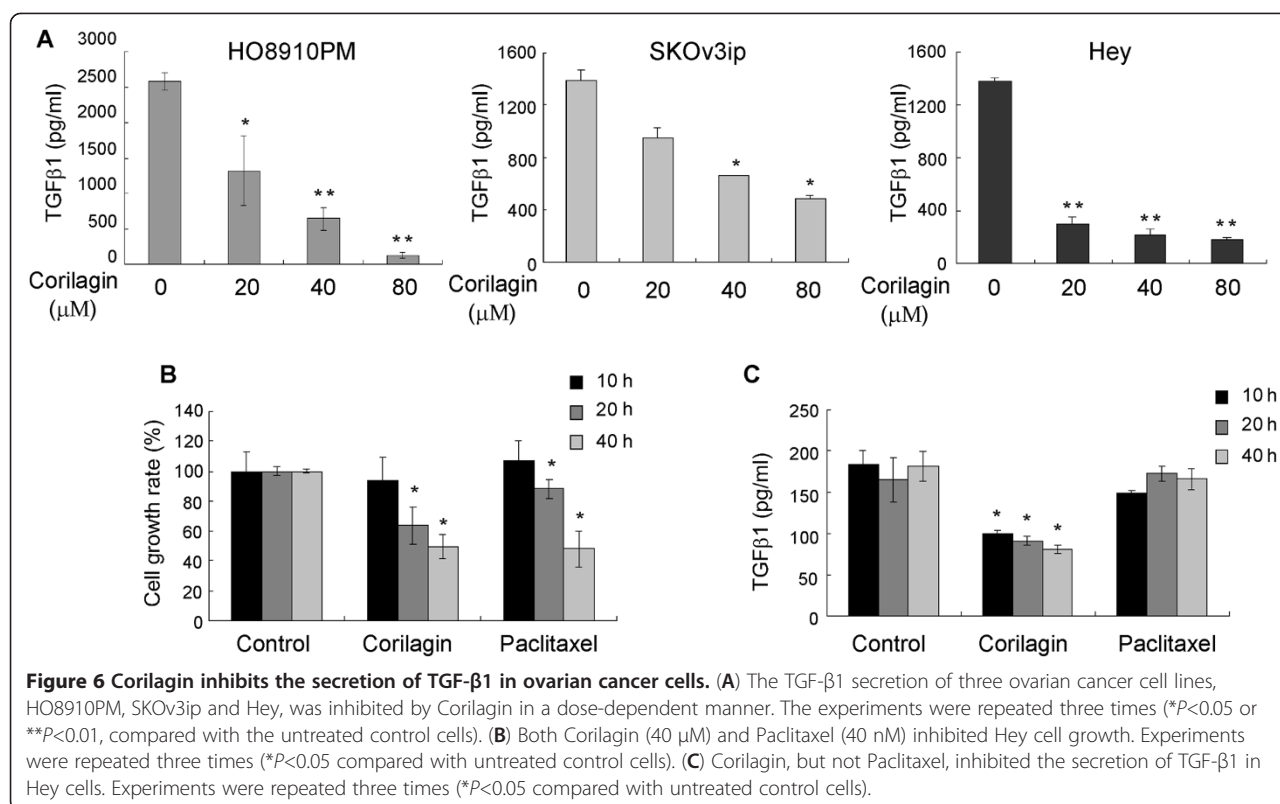 A
HO8910PM
TGFβ1 (pg/ml)
3000
2500
2000
1500
1000
500
0
*
**
**
Corilagin
(μM)
0 20 40 80
SKOv3ip
TGFβ1 (pg/ml)
1600
1200
800
400
0
*
*
Corilagin
(μM)
0 20 40 80
Hey
TGFβ1 (pg/ml)
1600
1200
800
400
0
**
**
**
Corilagin
(μM)
0 20 40 80
B
10 h
20 h
40 h
Cell growth rate (%)
140
120
100
80
60
40
20
0
*
*
*
*
Control Corilagin Paclitaxel
C
10 h
20 h
40 h
TGFβ1 (pg/ml)
250
200
150
100
50
0
* * *
Control Corilagin Paclitaxel
Figure 6 Corilagin inhibits the secretion of TGF-β1 in ovarian cancer cells. (A) The TGF-β1 secretion of three ovarian cancer cell lines,
HO8910PM, SKOv3ip and Hey, was inhibited by Corilagin in a dose-dependent manner. The experiments were repeated three times (*P<0.05 or
**P<0.01, compared with the untreated control cells). (B) Both Corilagin (40 μM) and Paclitaxel (40 nM) inhibited Hey cell growth. Experiments
were repeated three times (*P<0.05 compared with untreated control cells). (C) Corilagin, but not Paclitaxel, inhibited the secretion of TGF-β1 in
Hey cells. Experiments were repeated three times (*P<0.05 compared with untreated control cells).